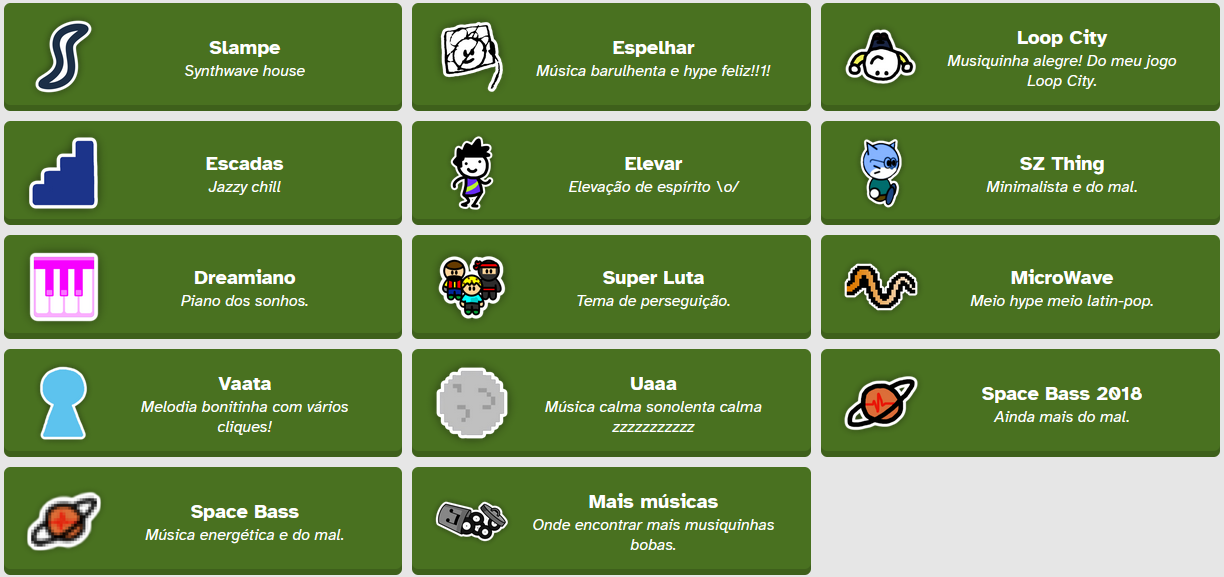 Slampe
Synthwave house
Espelhar
Música barulhenta e hype feliz!!1!
Loop City
Musiquinha alegre! Do meu jogo
Loop City.
Escadas
Jazzy chill
Elevar
Elevação de espírito \o/
SZ Thing
Minimalista e do mal.
Dreamiano
Piano dos sonhos.
Super Luta
Tema de perseguição.
MicroWave
Meio hype meio latin-pop.
Vaata
Melodia bonitinha com vários
cliques!
Uaaa
Música calma sonolenta calma
zzzzzzzzzzz
Space Bass 2018
Ainda mais do mal.
Space Bass
Música energética e do mal.
Mais músicas
Onde encontrar mais musiquinhas
bobas.